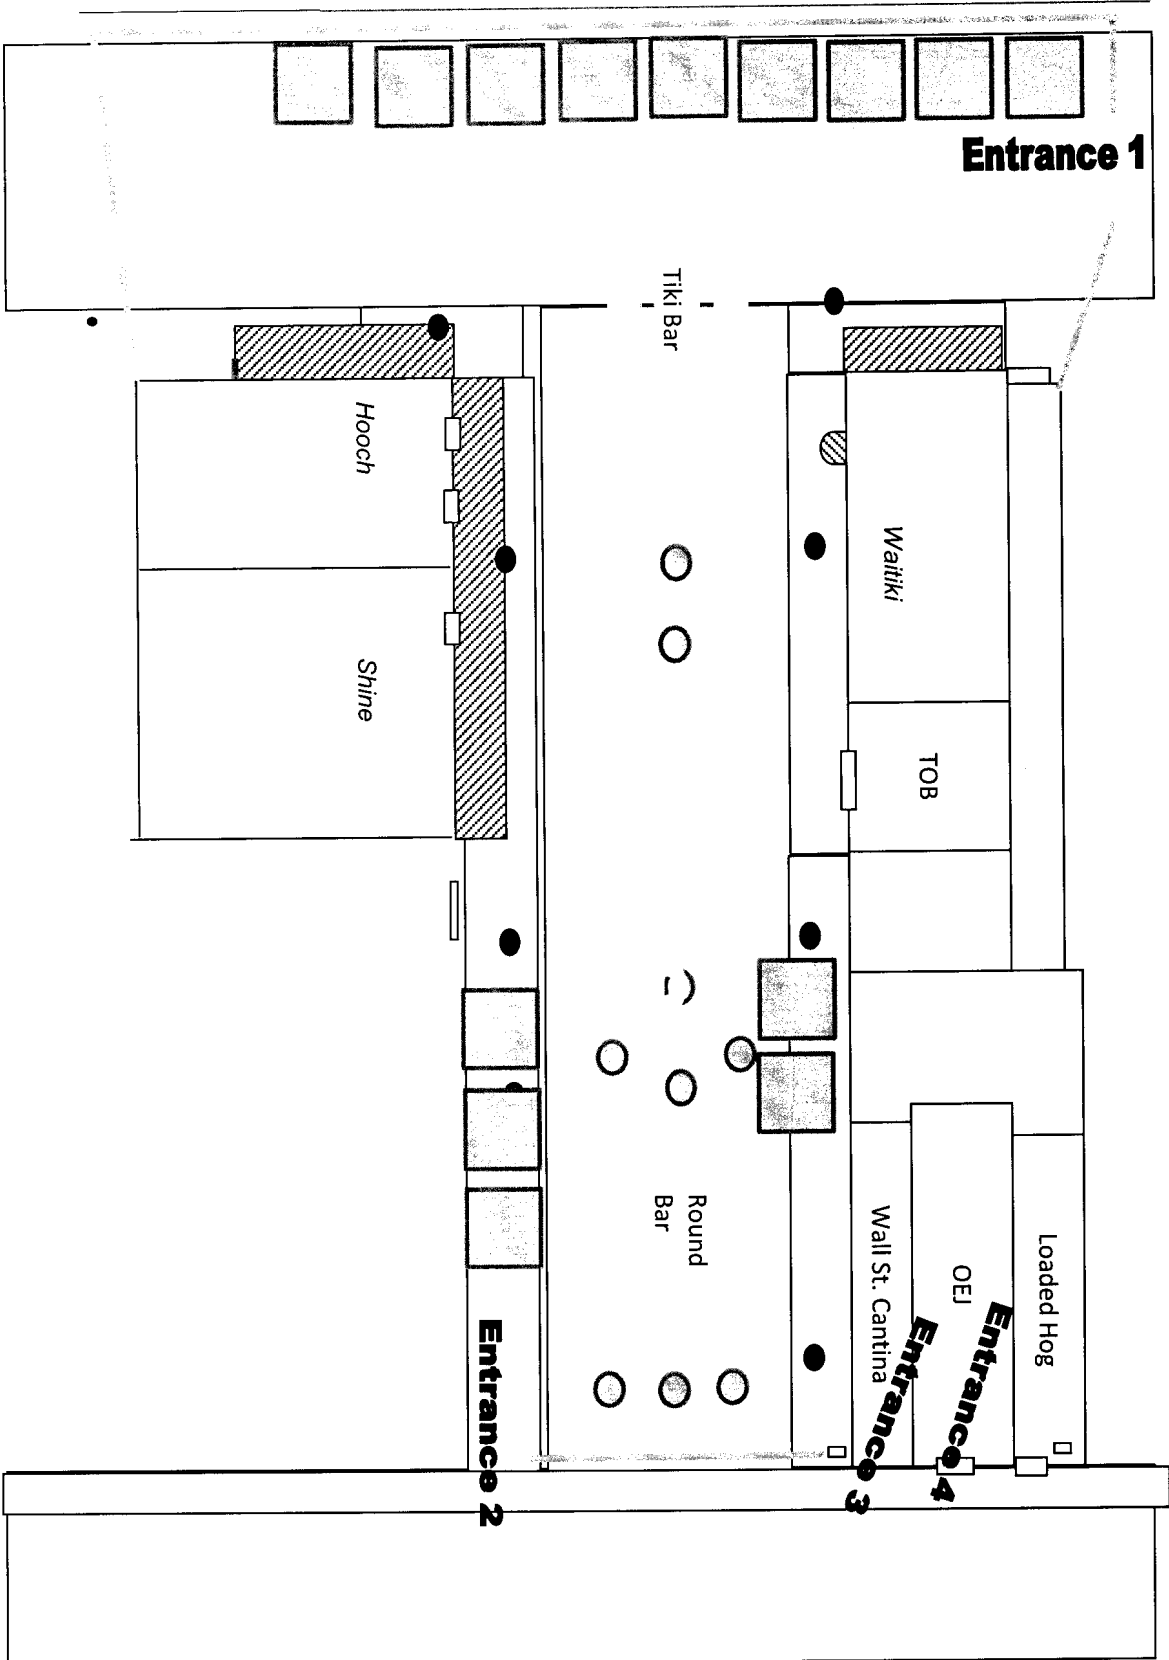 Entrance 1
Tiki Bar
Hooch
Waitiki
Shine
TOB
Round
Bar
Wall St. Cantina
OEJ
Loaded Hog
Entrance 2
Entrance 3
Entrance 4